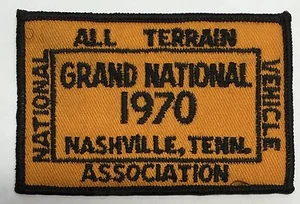 ALL TERRAIN
NATIONAL
VEHICLE
GRAND NATIONAL
1970
NASHVILLE, TENN.
ASSOCIATION